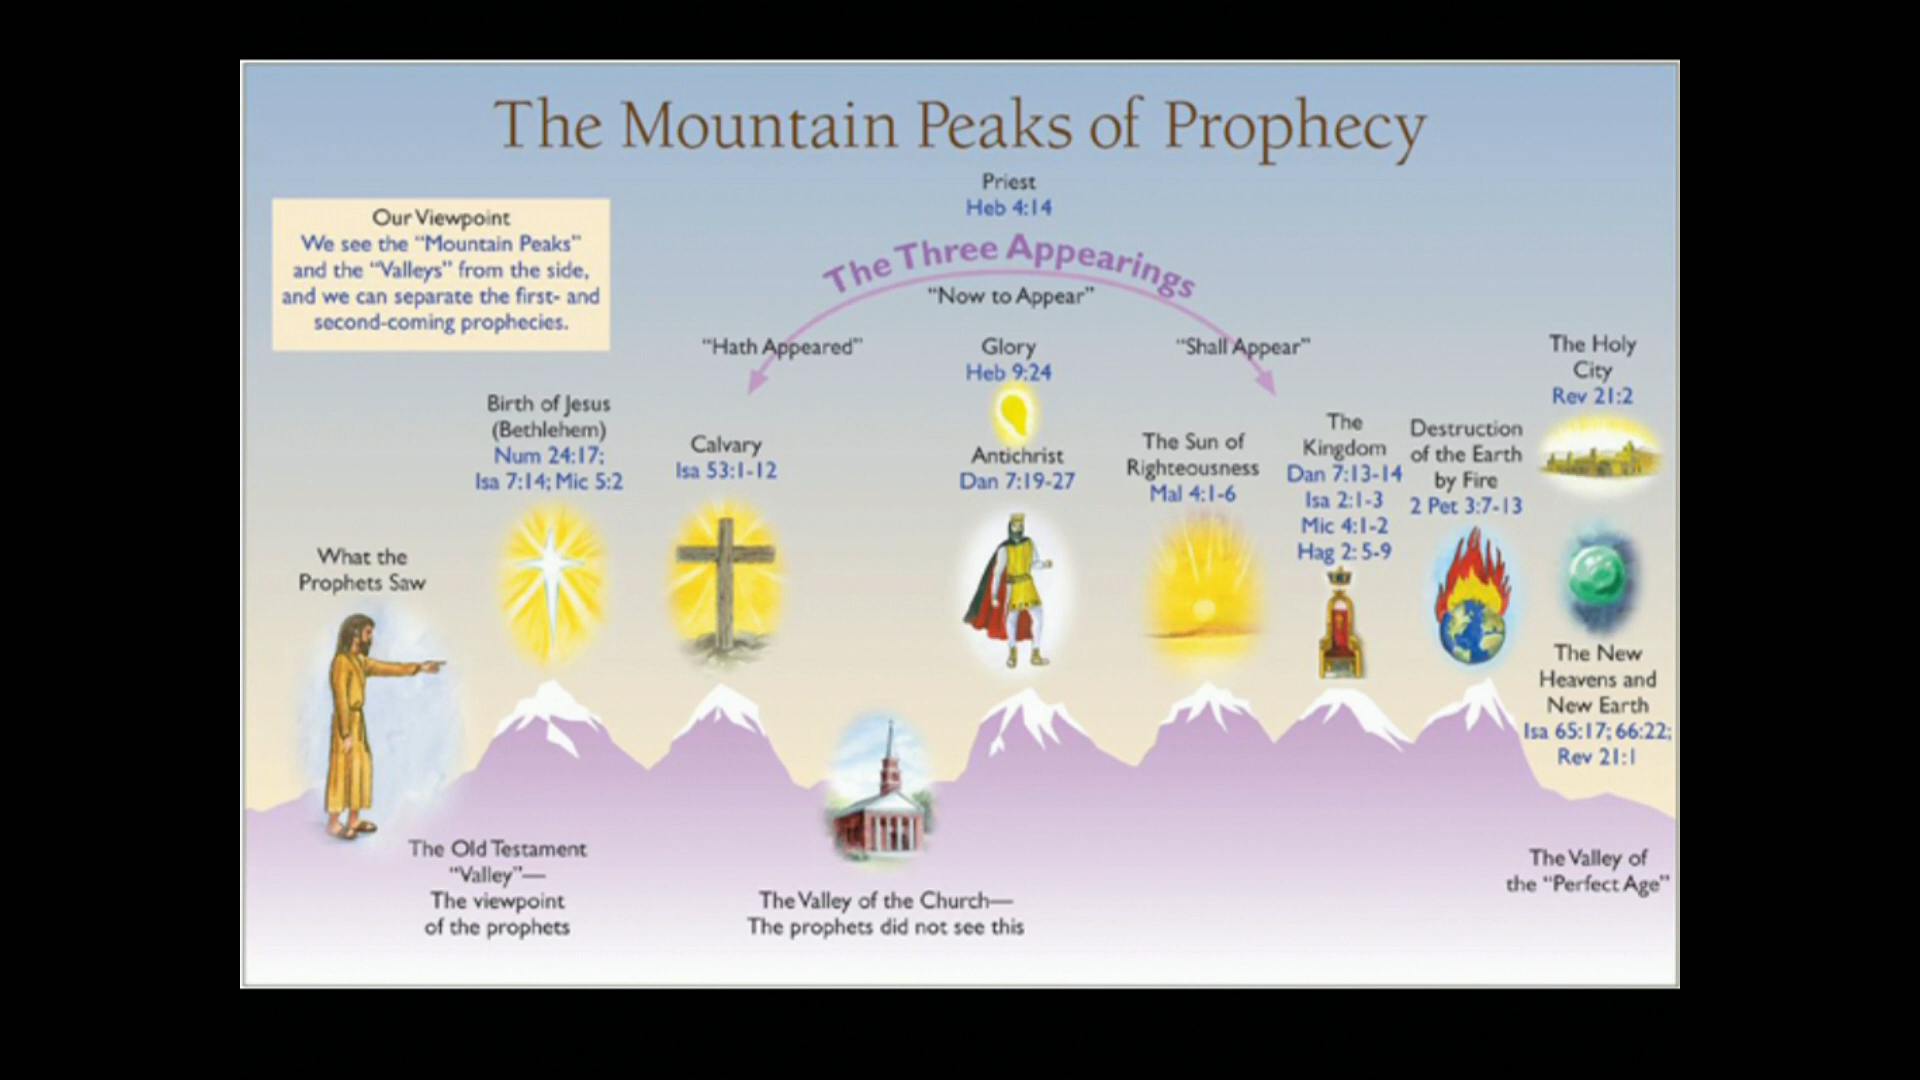 The Mountain Peaks of Prophecy
Priest
Heb 4:14
Our Viewpoint
We see the “Mountain Peaks”
and the “Valleys” from the side,
and we can separate the first- and
second-coming prophecies.
The Three Appearings
“Now to Appear”
“Hath Appeared”
Glory
Heb 9:24
“Shall Appear”
The Holy
City
Rev 21:2
Birth of Jesus
(Bethlehem)
Num 24:17;
Isa 7:14; Mic 5:2
Calvary
Isa 53:1-12
Antichrist
Dan 7:19-27
The Sun of
Righteousness
Mal 4:1-6
The
Kingdom
Dan 7:13-14
Isa 2:1-3
Mic 4:1-2
Hag 2: 5-9
Destruction
of the Earth
by Fire
2 Pet 3:7-13
What the
Prophets Saw
The New
Heavens and
New Earth
Isa 65:17; 66:22;
Rev 21:1
The Old Testament
“Valley”—
The viewpoint
of the prophets
The Valley of the Church—
The prophets did not see this
The Valley of
the “Perfect Age”